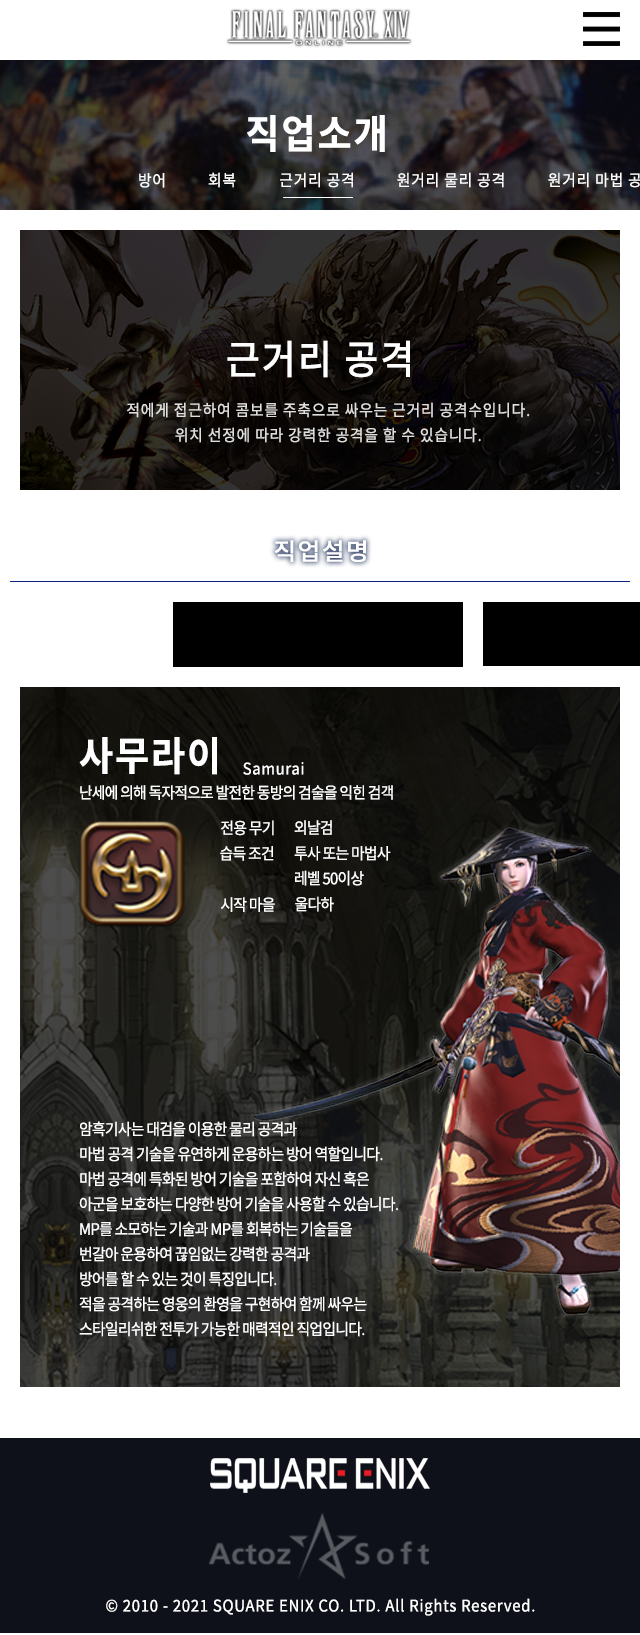 FINAL FANTASY XIV
ONLINE
직업소개
방어 회복 근거리 공격 원거리 물리 공격 원거리 마법 공
근거리 공격
적에게 접근하여 콤보를 주축으로 싸우는 근거리 공격수입니다.
위치 선정에 따라 강력한 공격을 할 수 있습니다.
직업설명
사무라이 Samurai
난세에 의해 독자적으로 발전한 동방의 검술을 익힌 검객
전용 무기 외날검
습득 조건 투사 또는 마법사
레벨 50이상
시작 마을 울다하
암흑기사는 대검을 이용한 물리 공격과
마법 공격 기술을 유연하게 운용하는 방어 역할입니다.
마법 공격에 특화된 방어 기술을 포함하여 자신 혹은
아군을 보호하는 다양한 방어 기술을 사용할 수 있습니다.
MP를 소모하는 기술과 MP를 회복하는 기술들을
번갈아 운용하여 끊임없는 강력한 공격과
방어를 할 수 있는 것이 특징입니다.
적을 공격하는 영웅의 환영을 구현하여 함께 싸우는
스타일리쉬한 전투가 가능한 매력적인 직업입니다.
SQUARE ENIX
Actoz Soft
© 2010 - 2021 SQUARE ENIX CO. LTD. All Rights Reserved.